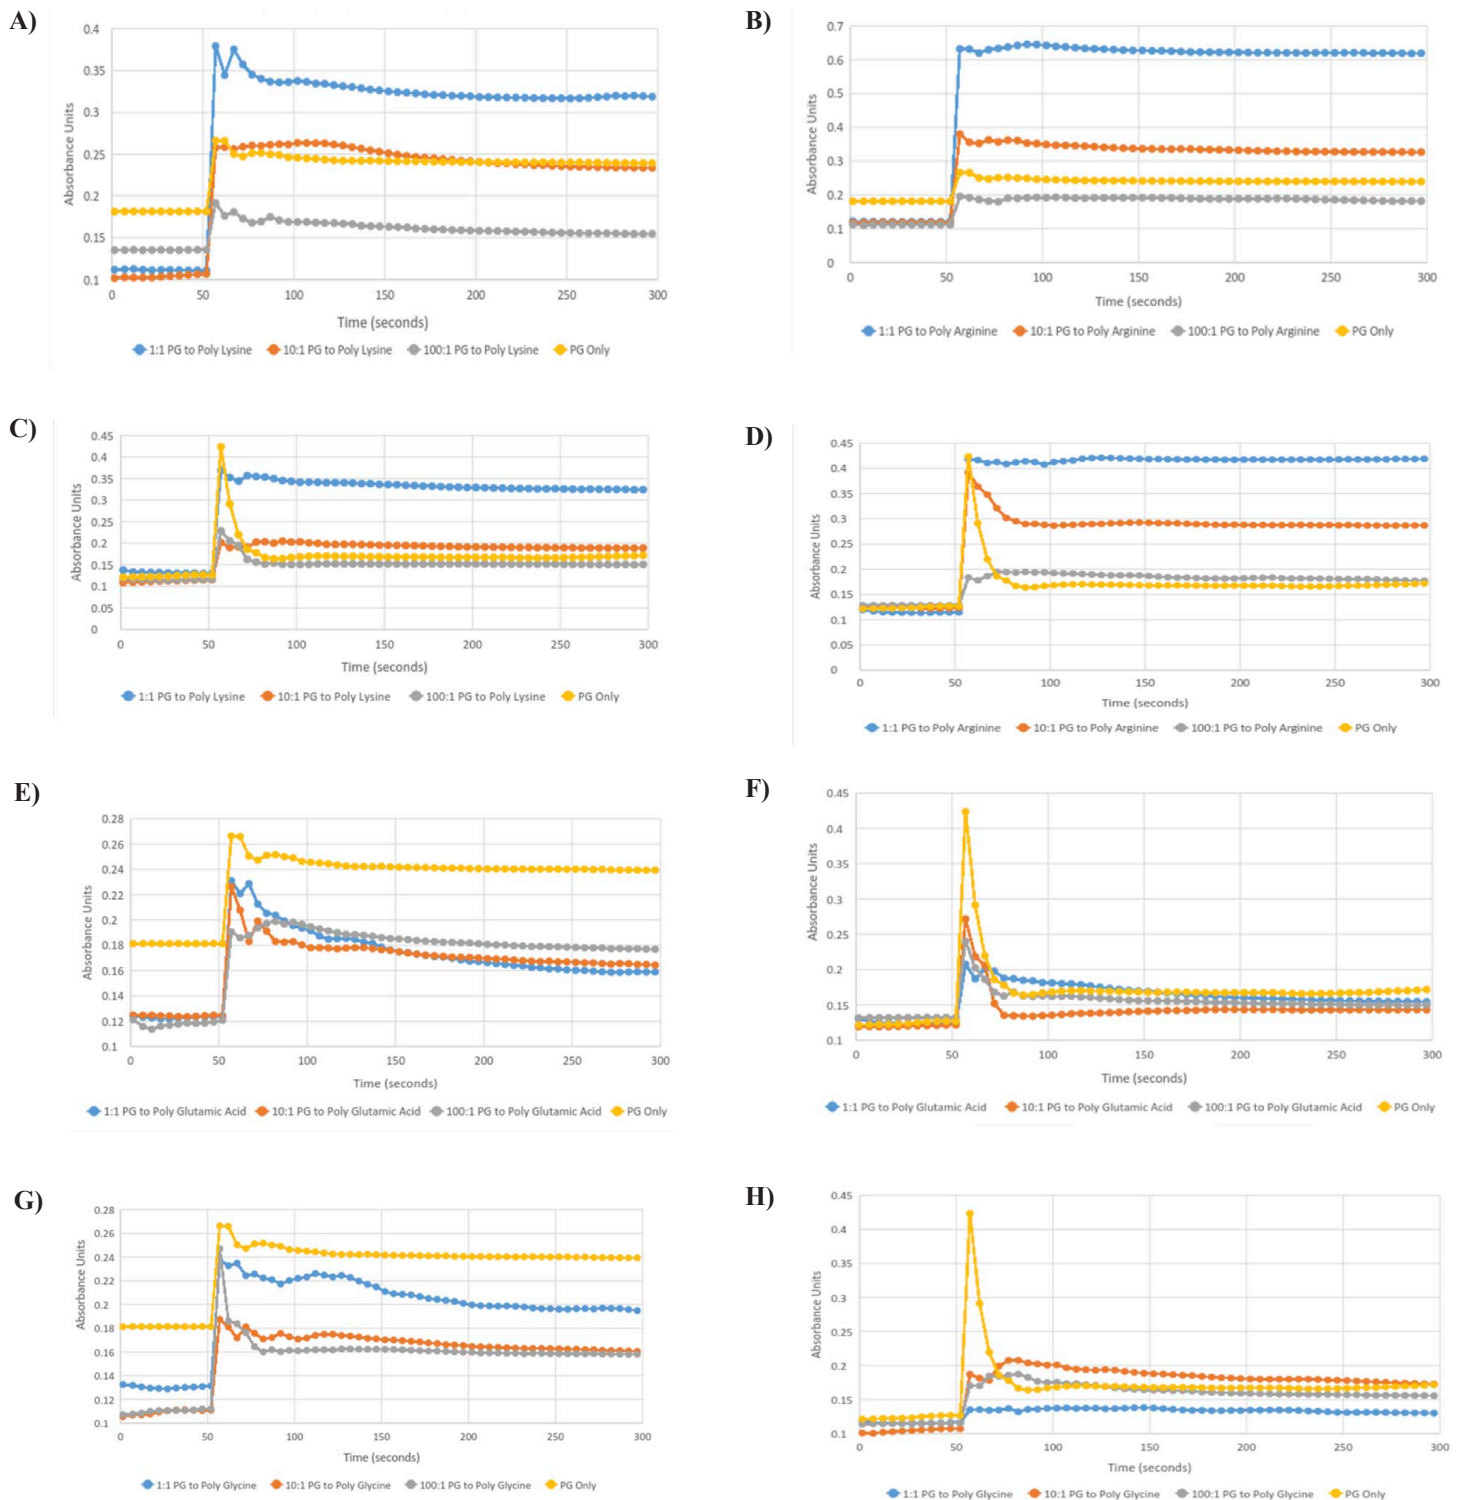 A)
0.4
0.35
0.3
0.25
0.2
0.15
0.1
Absorbance Units
0 50 100 150 200 250 300
Time (seconds)
1:1 PG to Poly Lysine 10:1 PG to Poly Lysine 100:1 PG to Poly Lysine PG Only
B)
0.7
0.6
0.5
0.4
0.3
0.2
0.1
0
Absorbance Units
0 50 100 150 200 250 300
Time (seconds)
1:1 PG to Poly Arginine 10:1 PG to Poly Arginine 100:1 PG to Poly Arginine PG Only
C)
0.45
0.4
0.35
0.3
0.25
0.2
0.15
0.1
0.05
0
Absorbance Units
0 50 100 150 200 250 300
Time (seconds)
1:1 PG to Poly Lysine 10:1 PG to Poly Lysine 100:1 PG to Poly Lysine PG Only
D)
0.45
0.4
0.35
0.3
0.25
0.2
0.15
0.1
0.05
0
Absorbance Units
0 50 100 150 200 250 300
Time (seconds)
1:1 PG to Poly Arginine 10:1 PG to Poly Arginine 100:1 PG to Poly Arginine PG Only
E)
0.28
0.26
0.24
0.22
0.2
0.18
0.16
0.14
0.12
0.1
Absorbance Units
0 50 100 150 200 250 300
Time (seconds)
1:1 PG to Poly Glutamic Acid 10:1 PG to Poly Glutamic Acid 100:1 PG to Poly Glutamic Acid PG Only
F)
0.45
0.4
0.35
0.3
0.25
0.2
0.15
0.1
Absorbance Units
0 50 100 150 200 250 300
Time (seconds)
1:1 PG to Poly Glutamic Acid 10:1 PG to Poly Glutamic Acid 100:1 PG to Poly Glutamic Acid PG Only
G)
0.28
0.26
0.24
0.22
0.2
0.18
0.16
0.14
0.12
0.1
Absorbance Units
0 50 100 150 200 250 300
Time (seconds)
1:1 PG to Poly Glycine 10:1 PG to Poly Glycine 100:1 PG to Poly Glycine PG Only
H)
0.45
0.4
0.35
0.3
0.25
0.2
0.15
0.1
Absorbance Units
0 50 100 150 200 250 300
Time (seconds)
1:1 PG to Poly Glycine 10:1 PG to Poly Glycine 100:1 PG to Poly Glycine PG Only